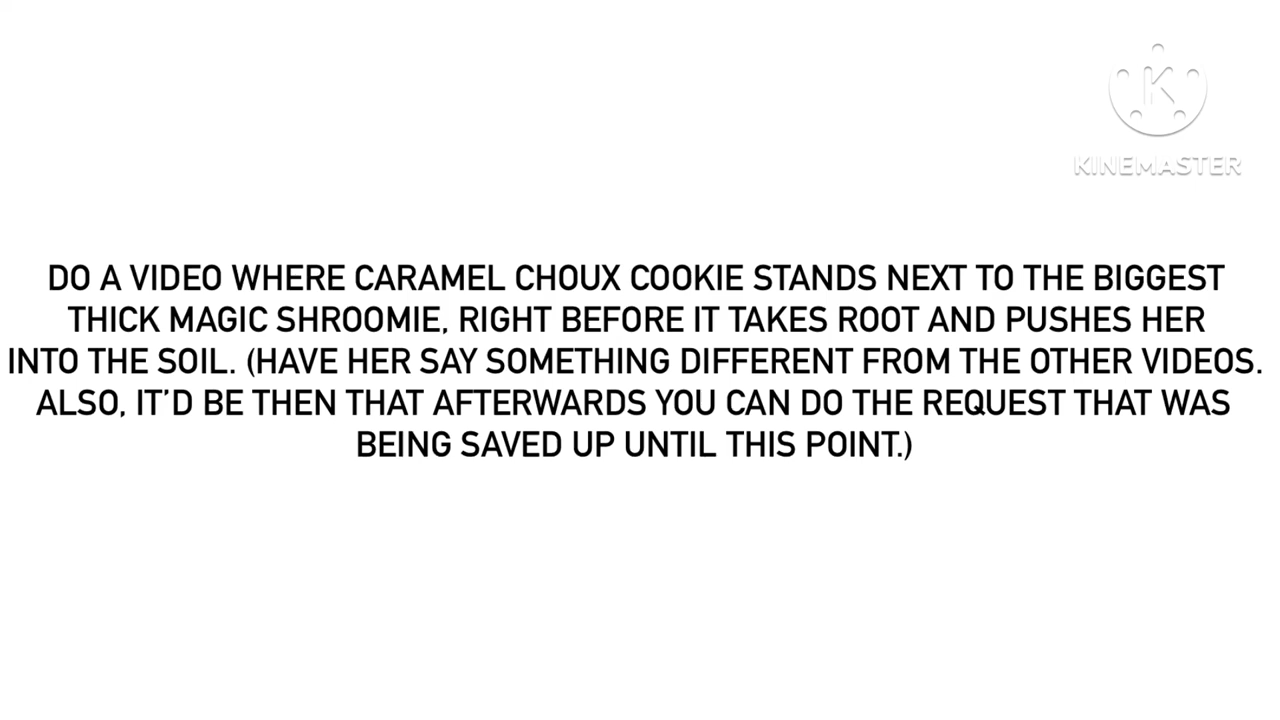 KINEMASTER
DO A VIDEO WHERE CARAMEL CHOUX COOKIE STANDS NEXT TO THE BIGGEST
THICK MAGIC SHROOMIE, RIGHT BEFORE IT TAKES ROOT AND PUSHES HER
INTO THE SOIL. (HAVE HER SAY SOMETHING DIFFERENT FROM THE OTHER VIDEOS.
ALSO, IT'D BE THEN THAT AFTERWARDS YOU CAN DO THE REQUEST THAT WAS
BEING SAVED UP UNTIL THIS POINT.)